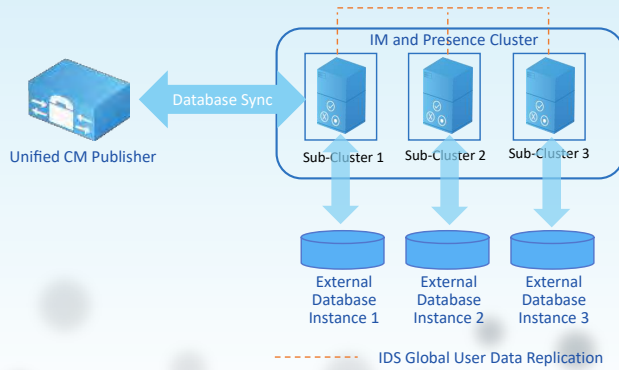 IM and Presence Cluster
Database Sync
Unified CM Publisher
Sub-Cluster 1
Sub-Cluster 2
Sub-Cluster 3
External
Database
Instance 1
External
Database
Instance 2
External
Database
Instance 3
IDS Global User Data Replication